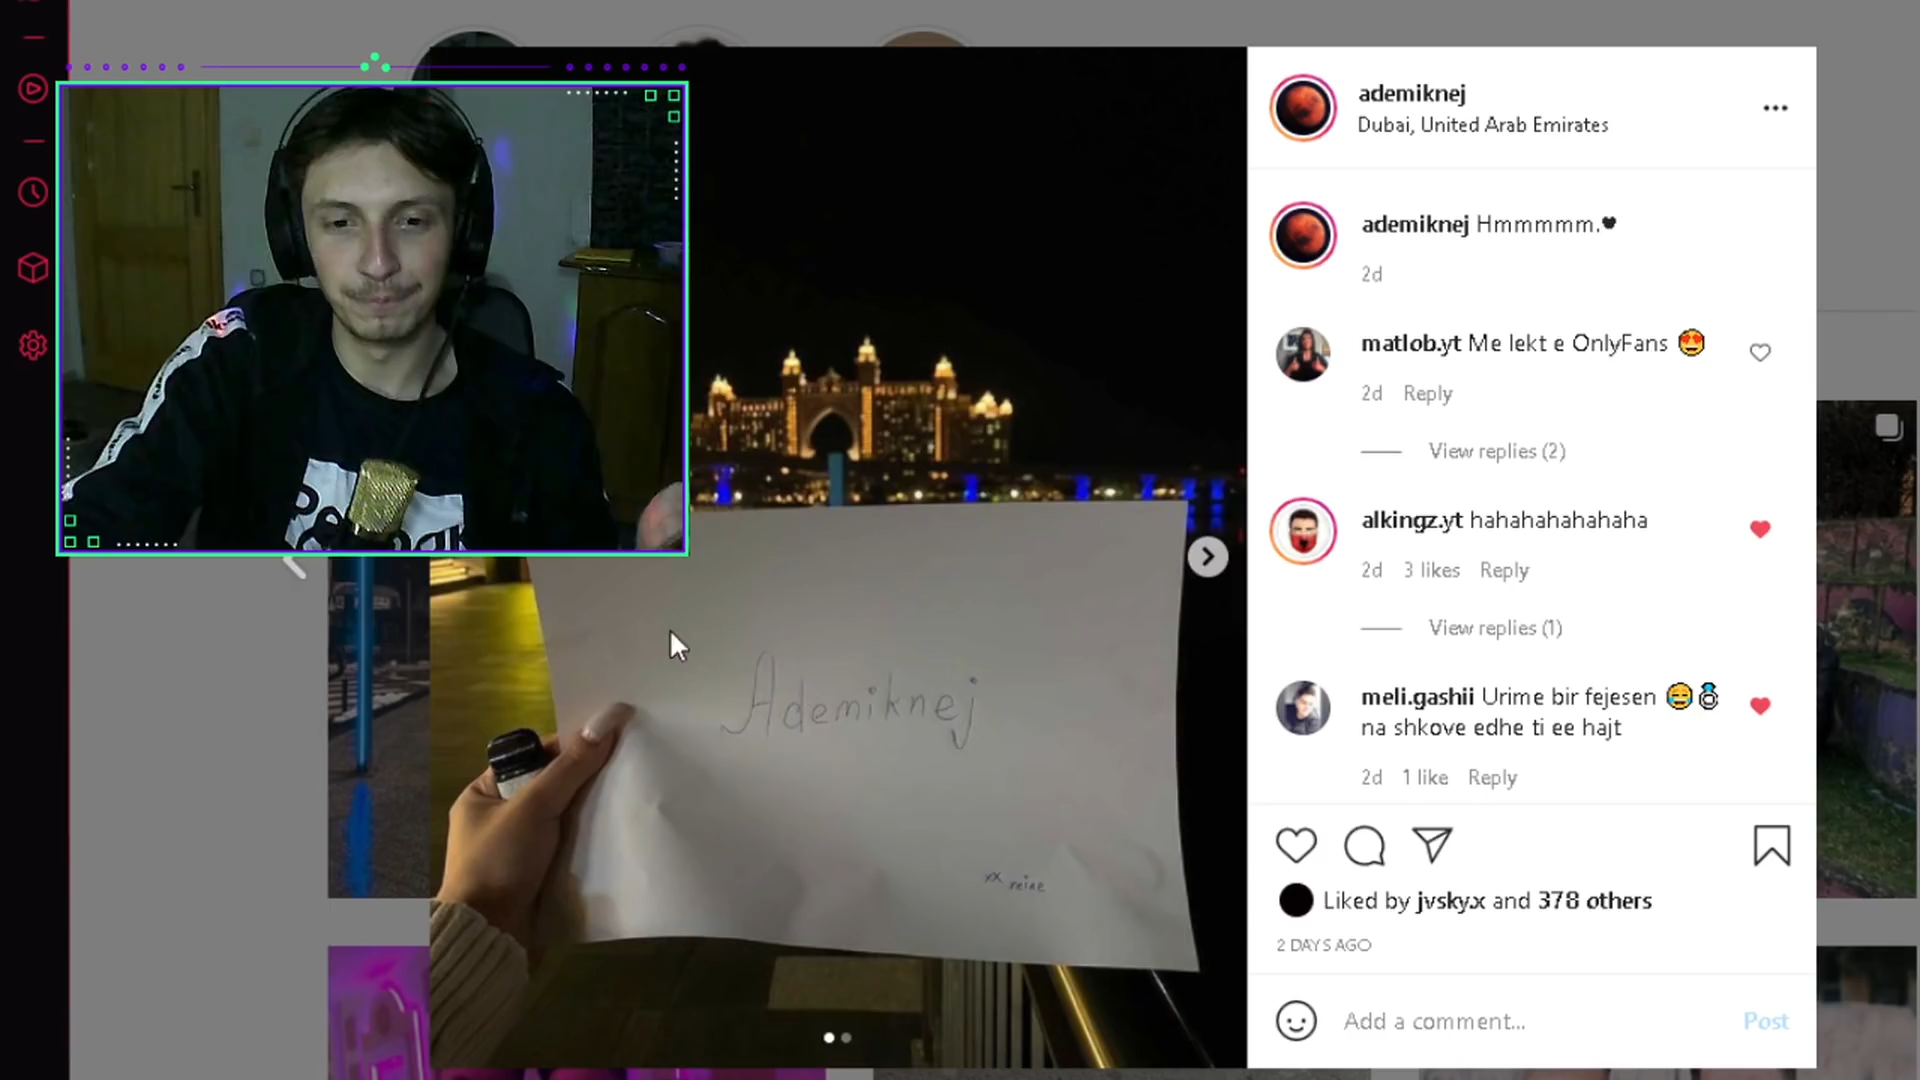 ademiknej
Dubai, United Arab Emirates
ademiknej Hmmmmm.🖤
2d
matlob.yt Me lekt e OnlyFans 😍
2d Reply
View replies (2)
alkingz.yt hahahahahahaha
2d 3 likes Reply
View replies (1)
meli.gashii Urime bir fejesen 😂💍
na shkove edhe ti ee hajt
2d 1 like Reply
Liked by jvsky.x and 378 others
2 DAYS AGO
Add a comment... Post
Ademiknej
xx reine